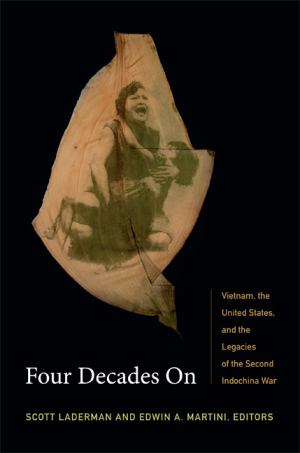 Four Decades On
Vietnam, the
United States,
and the
Legacies
of the Second
Indochina War
SCOTT LADERMAN AND EDWIN A. MARTINI, EDITORS